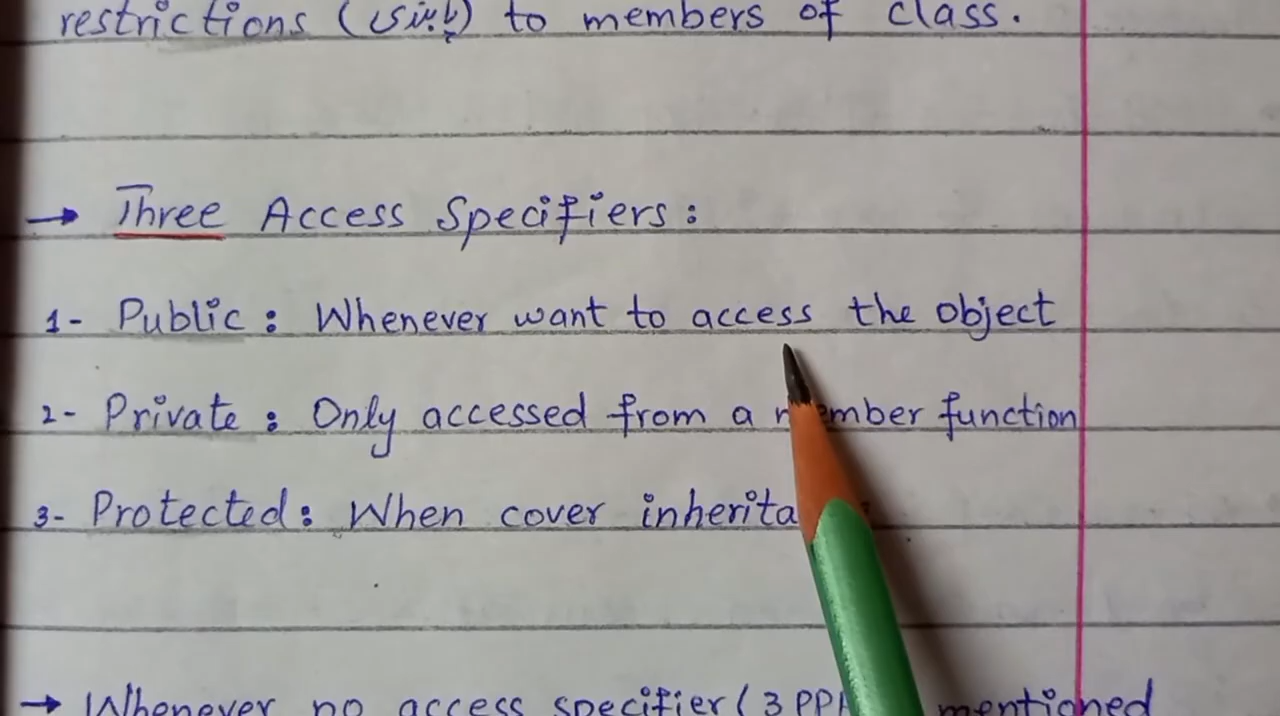 restrictions (پابندی) to members of class.
→ Three Access Specifiers:
1- Public: Whenever want to access the object
2- Private: Only accessed from a member function
3- Protected: When cover
→ Whenever no access specifier (3 PP mentioned